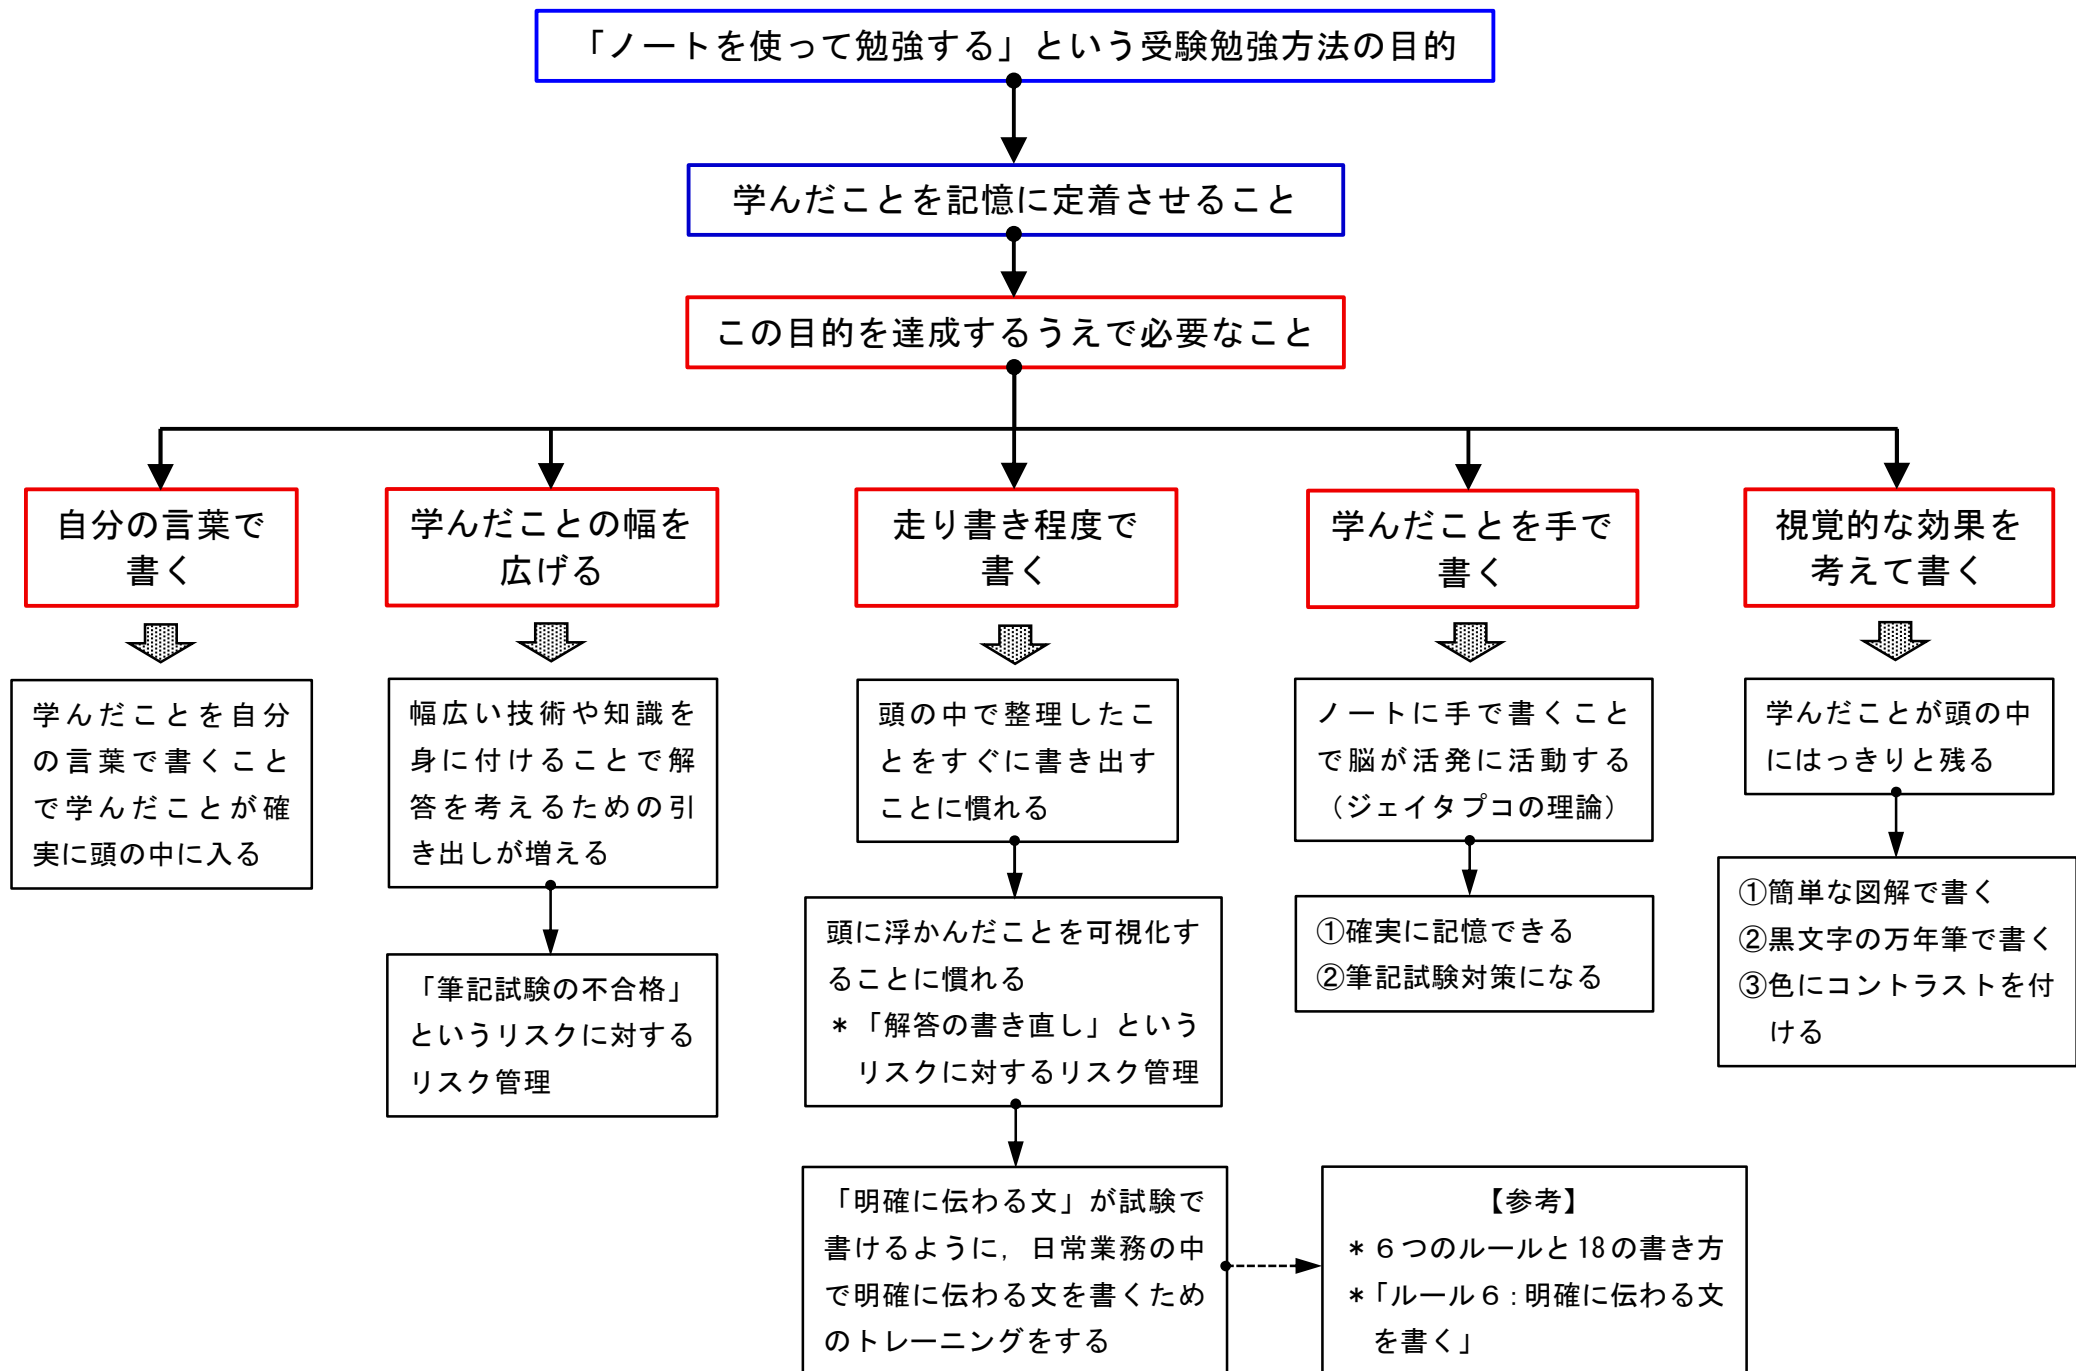 「ノートを使って勉強する」という受験勉強方法の目的
学んだことを記憶に定着させること
この目的を達成するうえで必要なこと
自分の言葉で
書く
学んだことを自分
の言葉で書くこと
で学んだことが確
実に頭の中に入る
学んだことの幅を
広げる
幅広い技術や知識を
身に付けることで解
答を考えるための引
き出しが増える
「筆記試験の不合格」
というリスクに対する
リスク管理
走り書き程度で
書く
頭の中で整理したこ
とをすぐに書き出す
ことに慣れる
頭に浮かんだことを可視化す
ることに慣れる
＊「解答の書き直し」という
リスクに対するリスク管理
「明確に伝わる文」が試験で
書けるように，日常業務の中
で明確に伝わる文を書くため
のトレーニングをする
【参考】
＊６つのルールと18の書き方
＊「ルール６：明確に伝わる文
を書く」
学んだことを手で
書く
ノートに手で書くこと
で脳が活発に活動する
（ジェイタプコの理論）
①確実に記憶できる
②筆記試験対策になる
視覚的な効果を
考えて書く
学んだことが頭の中
にはっきりと残る
①簡単な図解で書く
②黒文字の万年筆で書く
③色にコントラストを付
ける